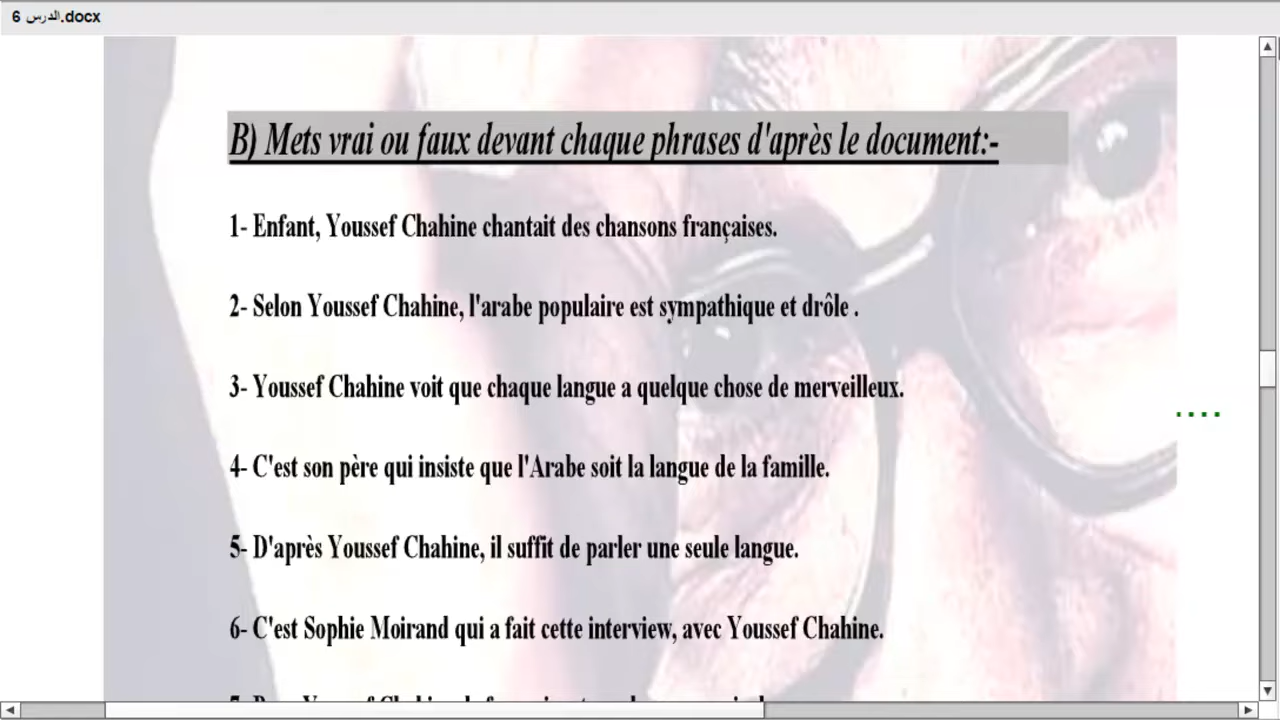 الدرس 6.docx
B) Mets vrai ou faux devant chaque phrases d'après le document:-
1- Enfant, Youssef Chahine chantait des chansons françaises.
2- Selon Youssef Chahine, l'arabe populaire est sympathique et drôle .
3- Youssef Chahine voit que chaque langue a quelque chose de merveilleux.
4- C'est son père qui insiste que l'Arabe soit la langue de la famille.
5- D'après Youssef Chahine, il suffit de parler une seule langue.
6- C'est Sophie Moirand qui a fait cette interview, avec Youssef Chahine.